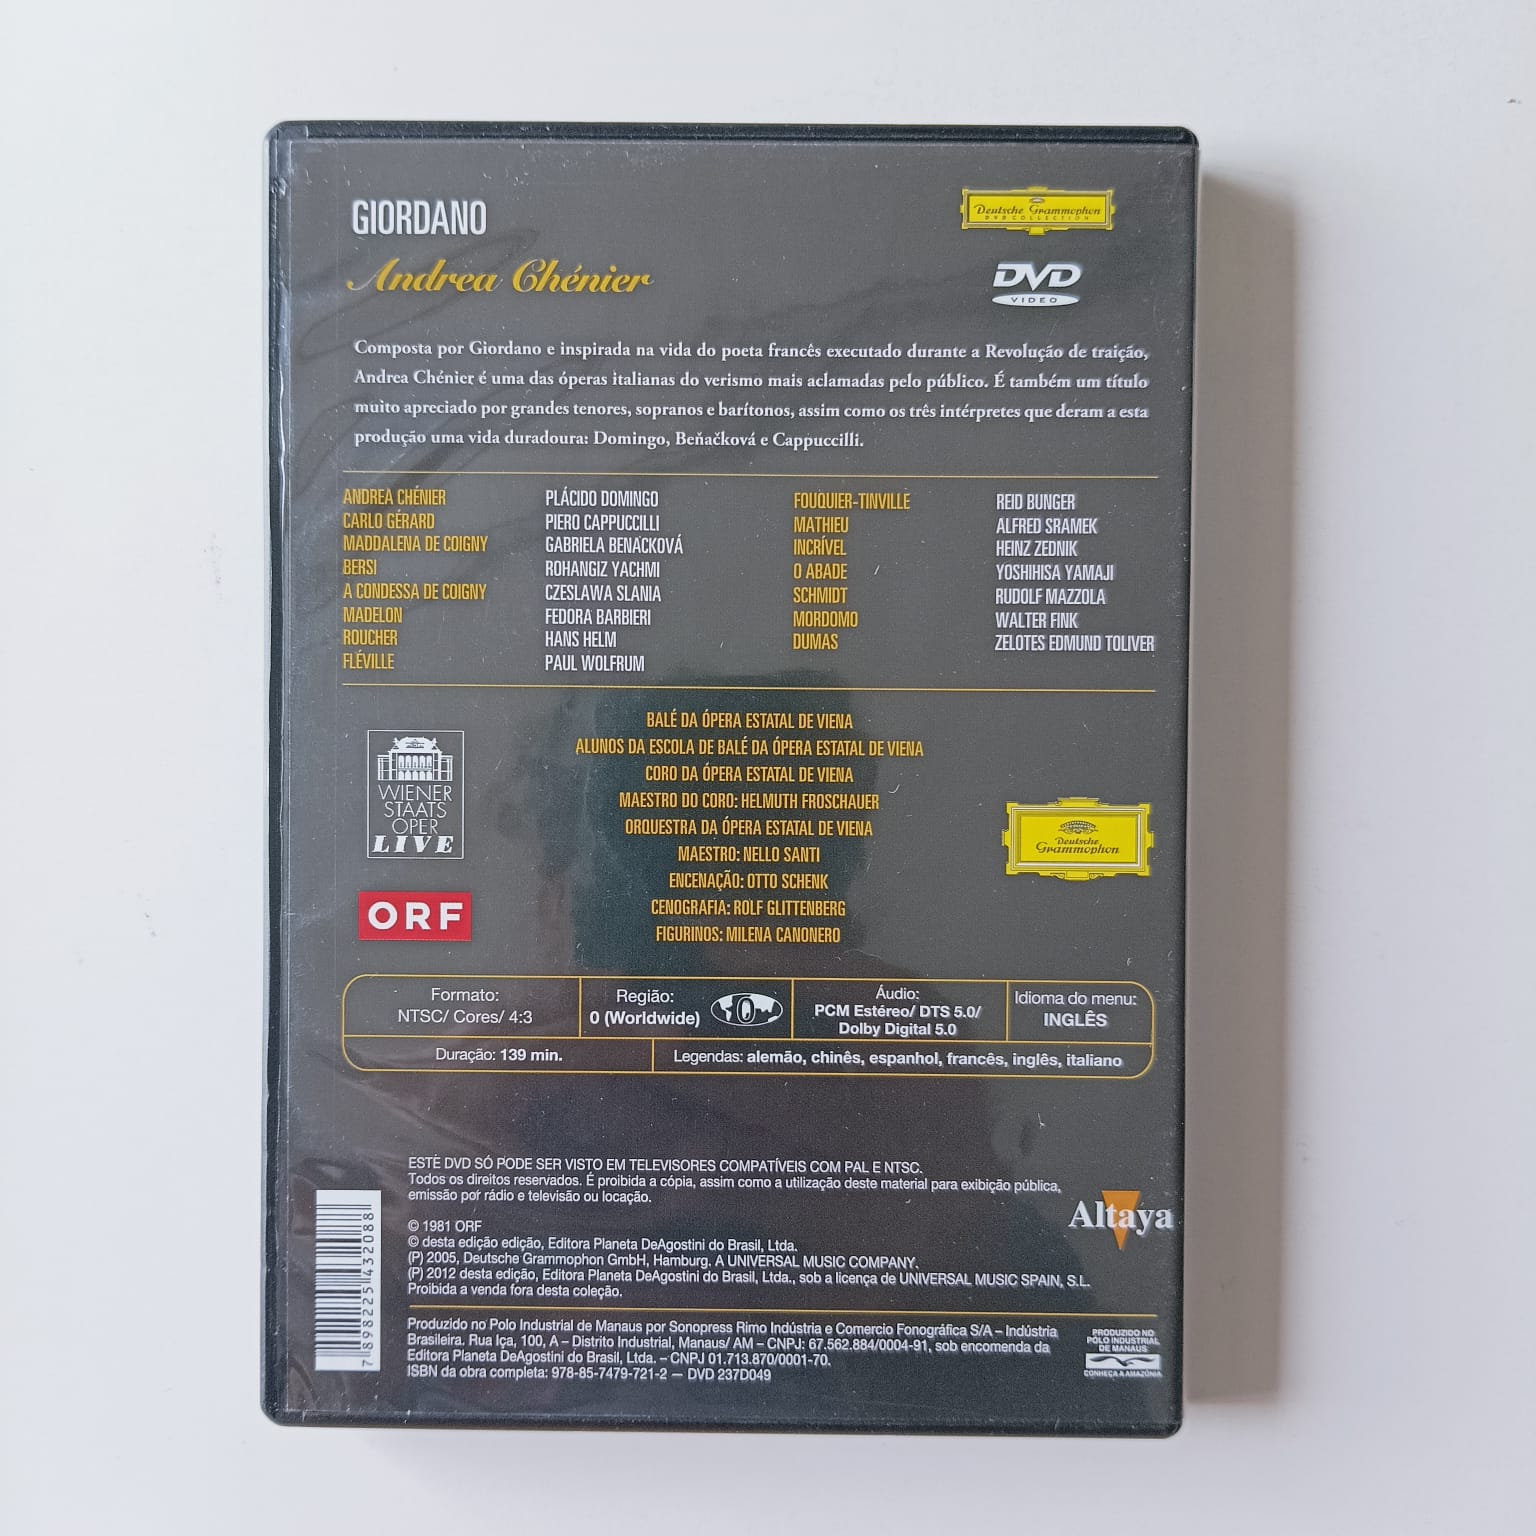 GIORDANO
Deutsche Grammophon
DVD COLLECTION
Andrea Chénier
DVD
VIDEO
Composta por Giordano e inspirada na vida do poeta francês executado durante a Revolução de traição,
Andrea Chénier é uma das óperas italianas do verismo mais aclamadas pelo público. É também um título
muito apreciado por grandes tenores, sopranos e barítonos, assim como os três intérpretes que deram a esta
produção uma vida duradoura: Domingo, Beňačková e Cappuccilli.
ANDREA CHÉNIER PLÁCIDO DOMINGO
CARLO GÉRARD PIERO CAPPUCCILLI
MADDALENA DE COIGNY GABRIELA BENACKOVÁ
BERSI ROHANGIZ YACHMI
A CONDESSA DE COIGNY CZESLAWA SLANIA
MADELON FEDORA BARBIERI
ROUCHER HANS HELM
FLÉVILLE PAUL WOLFRUM
FOUQUIER-TINVILLE REID BUNGER
MATHIEU ALFRED SRAMEK
INCRÍVEL HEINZ ZEDNIK
O ABADE YOSHIHISA YAMAJI
SCHMIDT RUDOLF MAZZOLA
MORDOMO WALTER FINK
DUMAS ZELOTES EDMUND TOLIVER
BALÉ DA ÓPERA ESTATAL DE VIENA
ALUNOS DA ESCOLA DE BALÉ DA ÓPERA ESTATAL DE VIENA
CORO DA ÓPERA ESTATAL DE VIENA
MAESTRO DO CORO: HELMUTH FROSCHAUER
ORQUESTRA DA ÓPERA ESTATAL DE VIENA
MAESTRO: NELLO SANTI
ENCENAÇÃO: OTTO SCHENK
CENOGRAFIA: ROLF GLITTENBERG
FIGURINOS: MILENA CANONERO
WIENER
STAATS
OPER
LIVE
ORF
Deutsche
Grammophon
Formato:
NTSC/ Cores/ 4:3
Região:
0 (Worldwide)
0
Áudio:
PCM Estéreo/ DTS 5.0/
Dolby Digital 5.0
Idioma do menu:
INGLÊS
Duração: 139 min.
Legendas: alemão, chinês, espanhol, francês, inglês, italiano
ESTE DVD SÓ PODE SER VISTO EM TELEVISORES COMPATÍVEIS COM PAL E NTSC.
Todos os direitos reservados. É proibida a cópia, assim como a utilização deste material para exibição pública,
emissão por rádio e televisão ou locação.
© 1981 ORF
© desta edição edição, Editora Planeta DeAgostini do Brasil, Ltda.
(P) 2005, Deutsche Grammophon GmbH, Hamburg. A UNIVERSAL MUSIC COMPANY.
(P) 2012 desta edição, Editora Planeta DeAgostini do Brasil, Ltda., sob a licença de UNIVERSAL MUSIC SPAIN, S.L.
Proibida a venda fora desta coleção.
Altaya
7898225432088
Produzido no Polo Industrial de Manaus por Sonopress Rimo Indústria e Comercio Fonográfica S/A – Indústria
Brasileira. Rua Iça, 100, A – Distrito Industrial, Manaus/ AM – CNPJ: 67.562.884/0004-91, sob encomenda da
Editora Planeta DeAgostini do Brasil, Ltda. – CNPJ 01.713.870/0001-70.
ISBN da obra completa: 978-85-7479-721-2 — DVD 237D049
PRODUZIDO NO
PÓLO INDUSTRIAL
DE MANAUS
CONHEÇA A AMAZÔNIA